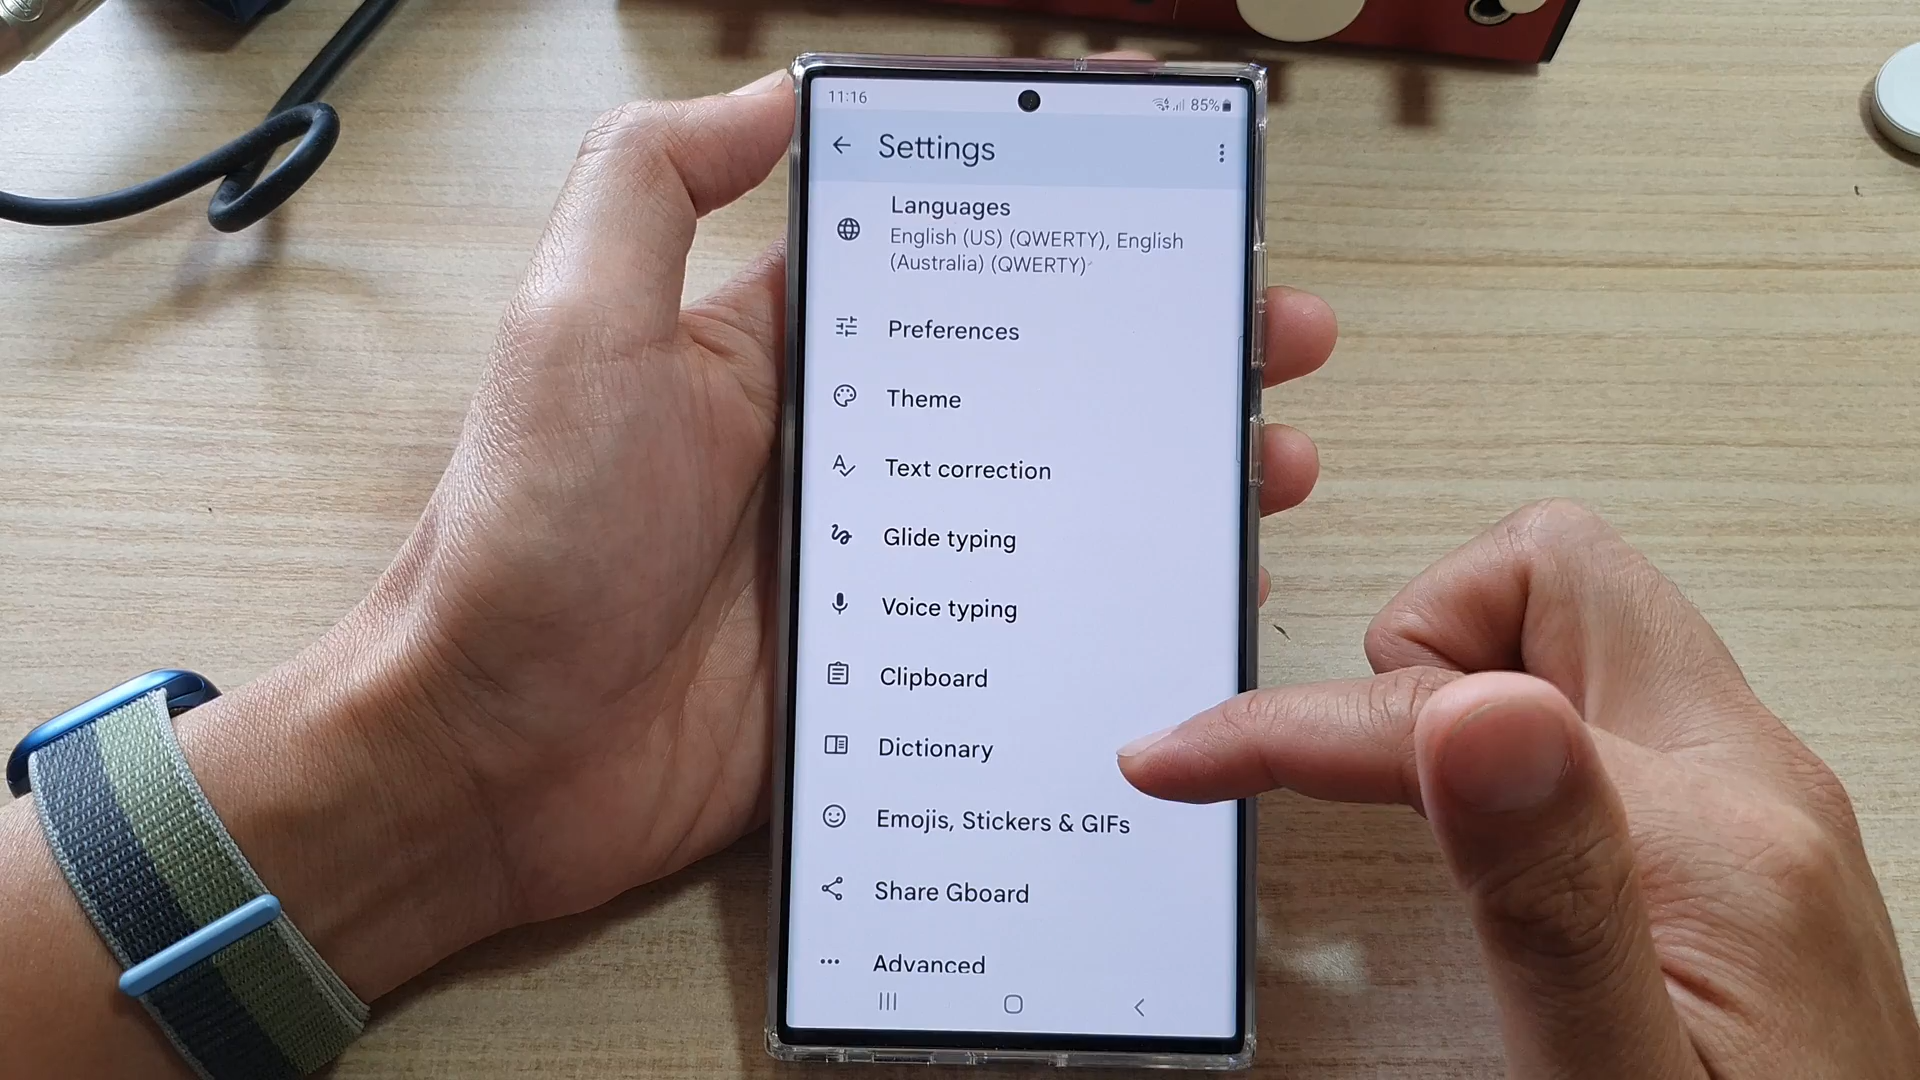 11:16
85%
Settings
Languages
English (US) (QWERTY), English
(Australia) (QWERTY)
Preferences
Theme
Text correction
Glide typing
Voice typing
Clipboard
Dictionary
Emojis, Stickers & GIFs
Share Gboard
Advanced